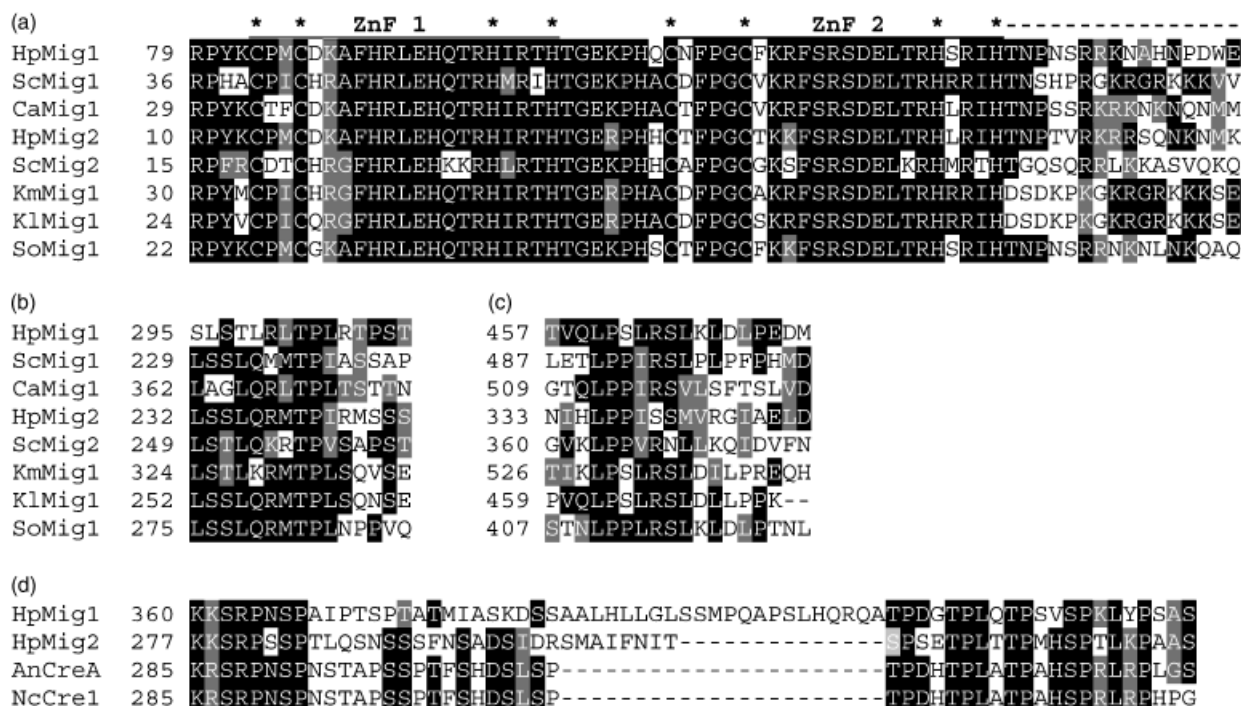 (a) * * ZnF 1 * * * * ZnF 2 * *----------------
HpMig1 79 RPYKCPMCDKAFHRLEHQTRHIRTHTGEKPHQCNFPGCFKRFSRSDELTRHSRIHTNPNSRRKNAHNPDWE
ScMig1 36 RPHACPICHRAFHRLEHQTRHMRIHTGEKPHACDFPGCVKRFSRSDELTRHRRIHTNSHPRGKRGRKKKVV
CaMig1 29 RPYKCTFCDKAFHRLEHQTRHIRTHTGEKPHACTFPGCVKRFSRSDELTRHLRIHTNPSSRKRKNKNQNMM
HpMig2 10 RPYKCPMCDKAFHRLEHQTRHIRTHTGERPHHCTFPGCTKKFSRSDELTRHLRIHTNPTVRKRRSQNKNMK
ScMig2 15 RPFRCDTCHRGFHRLEHKKRHLRTHTGEKPHHCAFPGCGKSFSRSDELKRHMRTHTGQSQRRLKKASVQKQ
KmMig1 30 RPYMCPICHRGFHRLEHQTRHIRTHTGERPHACDFPGCAKRFSRSDELTRHRRIHDSDKPKGKRGRKKKSE
KlMig1 24 RPYVCPICQRGFHRLEHQTRHIRTHTGERPHACDFPGCSKRFSRSDELTRHRRIHDSDKPKGKRGRKKKSE
SoMig1 22 RPYKCPMCGKAFHRLEHQTRHIRTHTGEKPHSCTFPGCFKKFSRSDELTRHSRIHTNPNSRRNKNLNKQAQ
(b) (c)
HpMig1 295 SLSTLRLTPLRTPST 457 TVQLPSLRSLKLDLPEDM
ScMig1 229 LSSLQMMTPIASSAP 487 LETLPPIRSLPLPFPHMD
CaMig1 362 LAGLQRLTPLTSTTN 509 GTQLPPIRSVLSFTSLVD
HpMig2 232 LSSLQRMTPIRMSSS 333 NIHLPPISSMVRGIAELD
ScMig2 249 LSTLQKRTPVSAPST 360 GVKLPPVRNLLKQIDVFN
KmMig1 324 LSTLKRMTPLSQVSE 526 TIKLPSLRSLDILPREQH
KlMig1 252 LSSLQRMTPLSQNSE 459 PVQLPSLRSLDLLPPK--
SoMig1 275 LSSLQRMTPLNPPVQ 407 STNLPPLRSLKLDLPTNL
(d)
HpMig1 360 KKSRPNSPAIPTSPTATMIASKDSSAALHLLGLSSMPQAPSLHQRQATPDGTPLQTPSVSPKLYPSAS
HpMig2 277 KKSRPSSPTLQSNSSSFNSADSIDRSMAIFNIT--------------SPSETPLTTPMHSPTLKPAAS
AnCreA 285 KRSRPNSPNSTAPSSPTFSHDSLSP----------------------TPDHTPLATPAHSPRLRPLGS
NcCre1 285 KKSRPNSPNSTAPSSPTFSHDSLSP----------------------TPDHTPLATPAHSPRLRPHPG